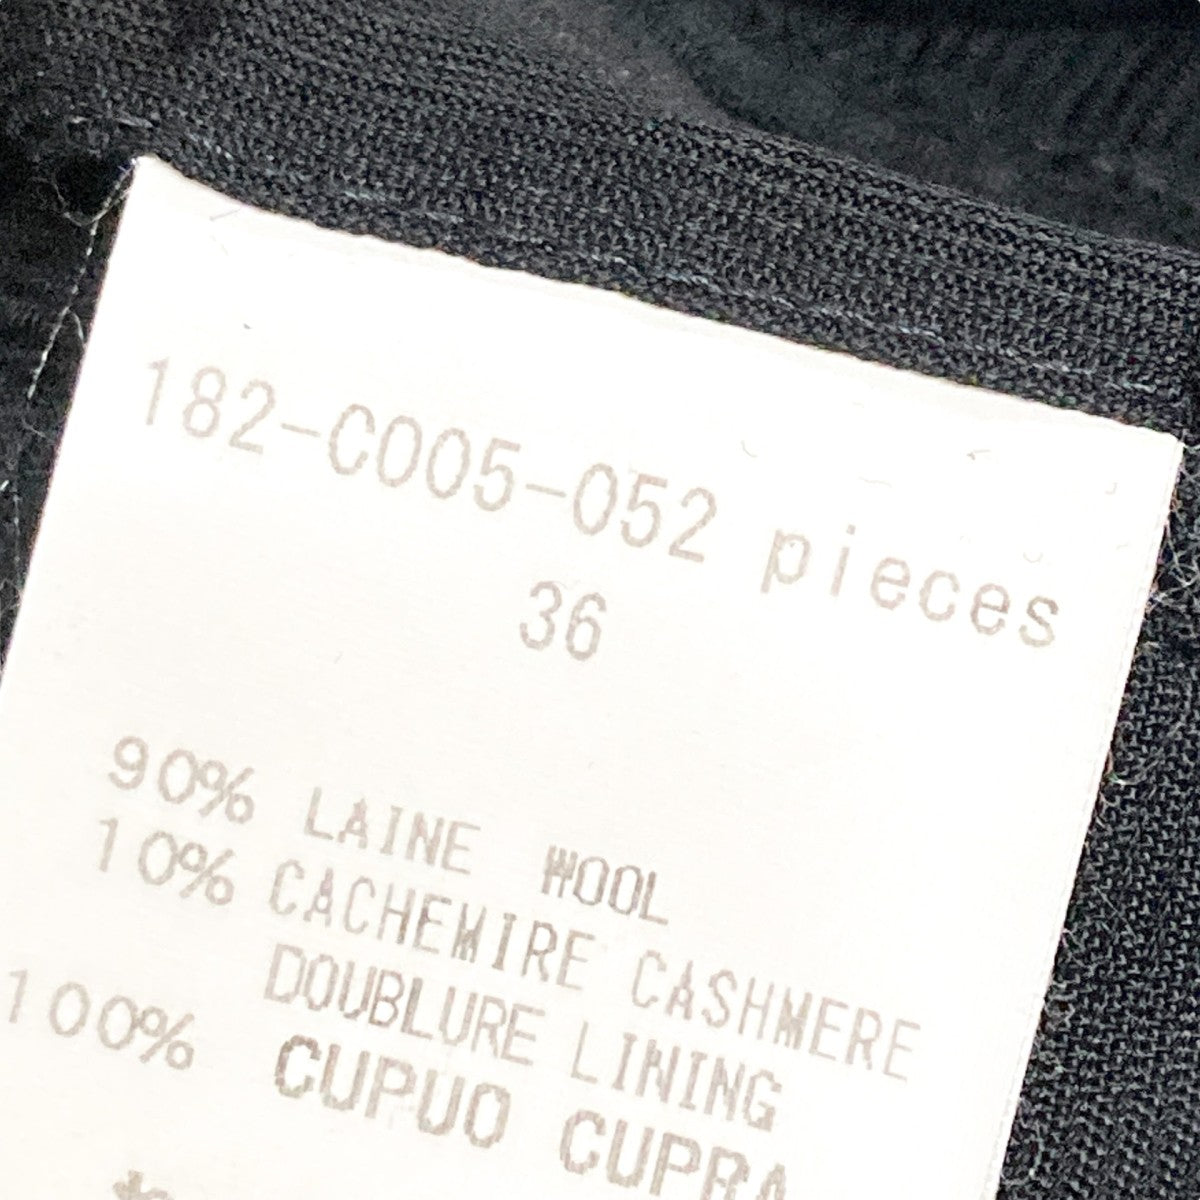 182-C005-052 pieces
36
90% LAINE WOOL
10% CACHEMIRE CASHMERE
DOUBLURE LINING
100% CUPUO CUPRA